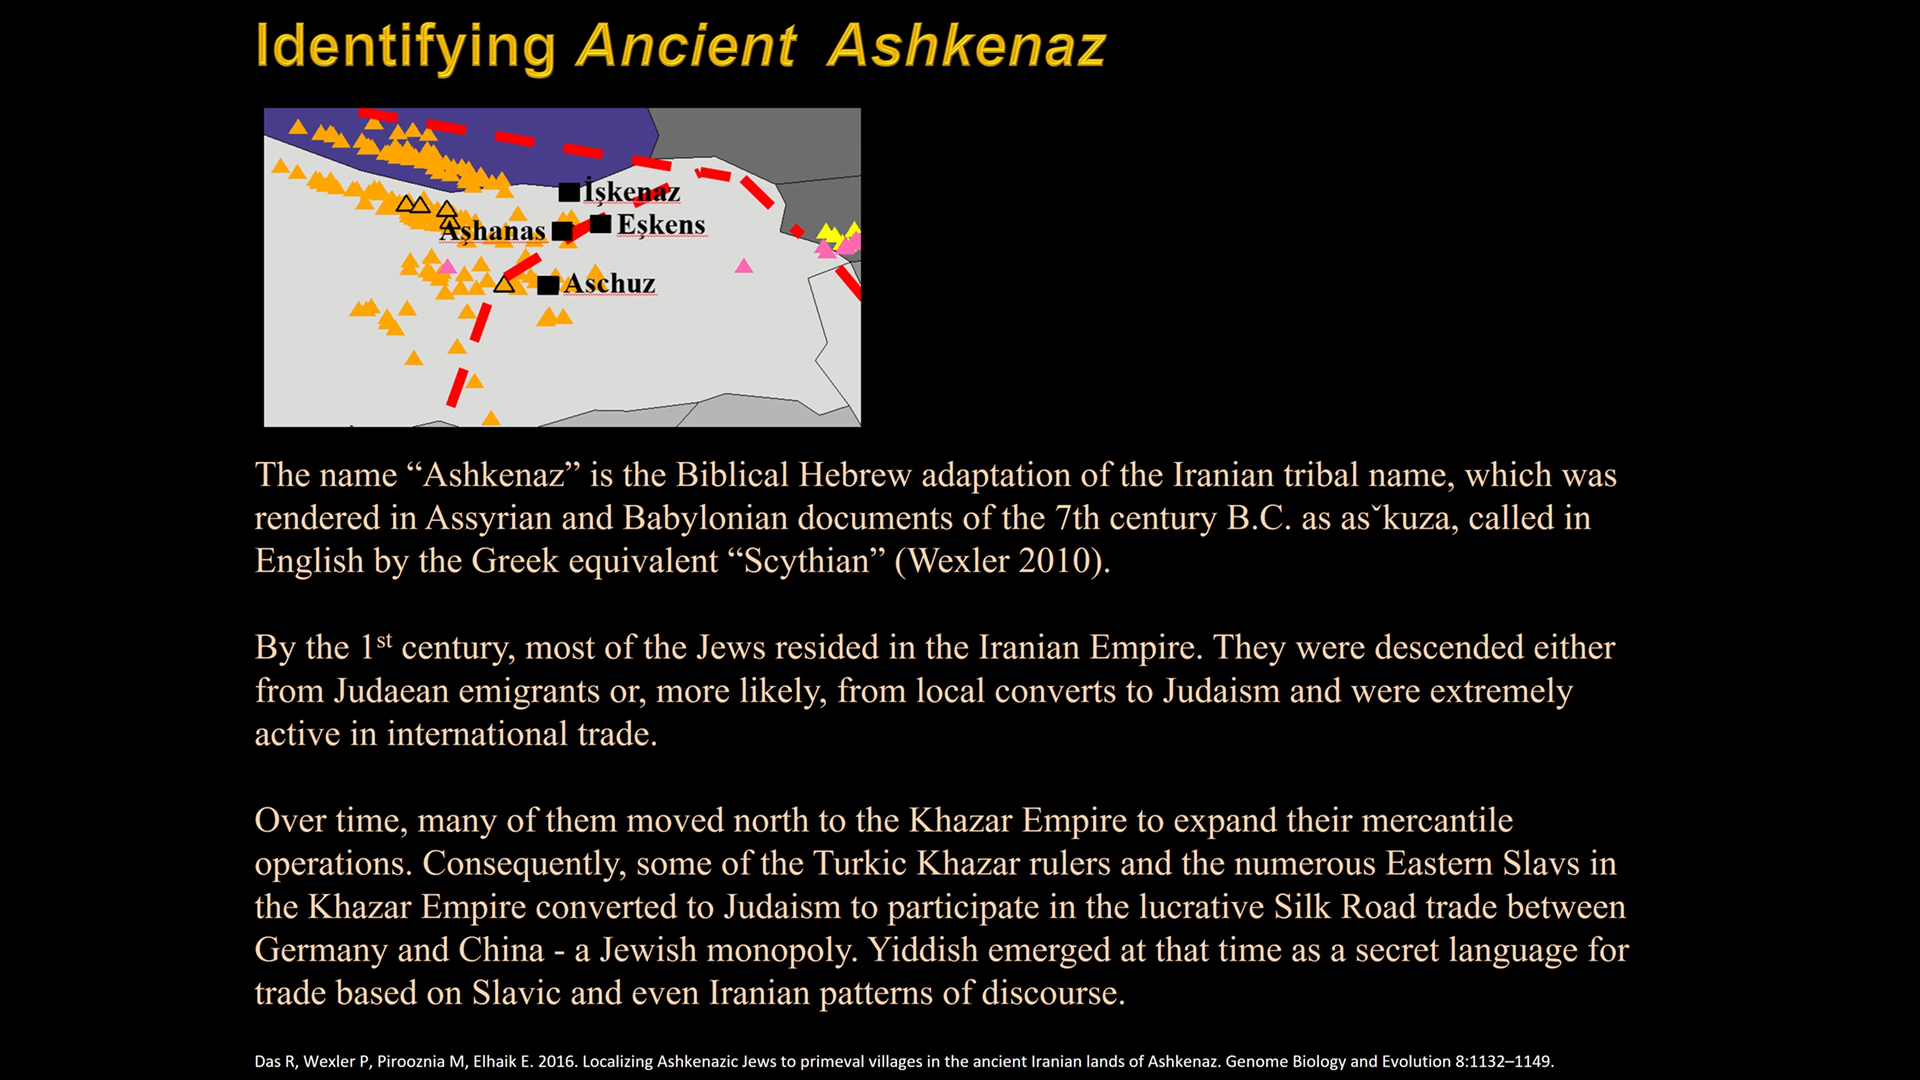 Identifying Ancient Ashkenaz
İşkenaz
Eşkens
Aşhanas
Aschuz
The name “Ashkenaz” is the Biblical Hebrew adaptation of the Iranian tribal name, which was
rendered in Assyrian and Babylonian documents of the 7th century B.C. as asˇkuza, called in
English by the Greek equivalent “Scythian” (Wexler 2010).
By the 1st century, most of the Jews resided in the Iranian Empire. They were descended either
from Judaean emigrants or, more likely, from local converts to Judaism and were extremely
active in international trade.
Over time, many of them moved north to the Khazar Empire to expand their mercantile
operations. Consequently, some of the Turkic Khazar rulers and the numerous Eastern Slavs in
the Khazar Empire converted to Judaism to participate in the lucrative Silk Road trade between
Germany and China - a Jewish monopoly. Yiddish emerged at that time as a secret language for
trade based on Slavic and even Iranian patterns of discourse.
Das R, Wexler P, Pirooznia M, Elhaik E. 2016. Localizing Ashkenazic Jews to primeval villages in the ancient Iranian lands of Ashkenaz. Genome Biology and Evolution 8:1132–1149.